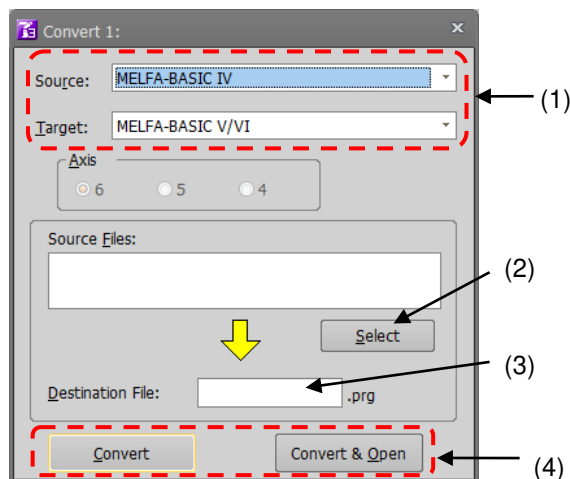 Convert 1:
x
Source: MELFA-BASIC IV
(1)
Target: MELFA-BASIC V/VI
Axis
6 5 4
Source Files:
(2)
Select
(3)
Destination File: .prg
Convert Convert & Open
(4)